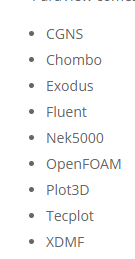 • CGNS
• Chombo
• Exodus
• Fluent
• Nek5000
• OpenFOAM
• Plot3D
• Tecplot
• XDMF